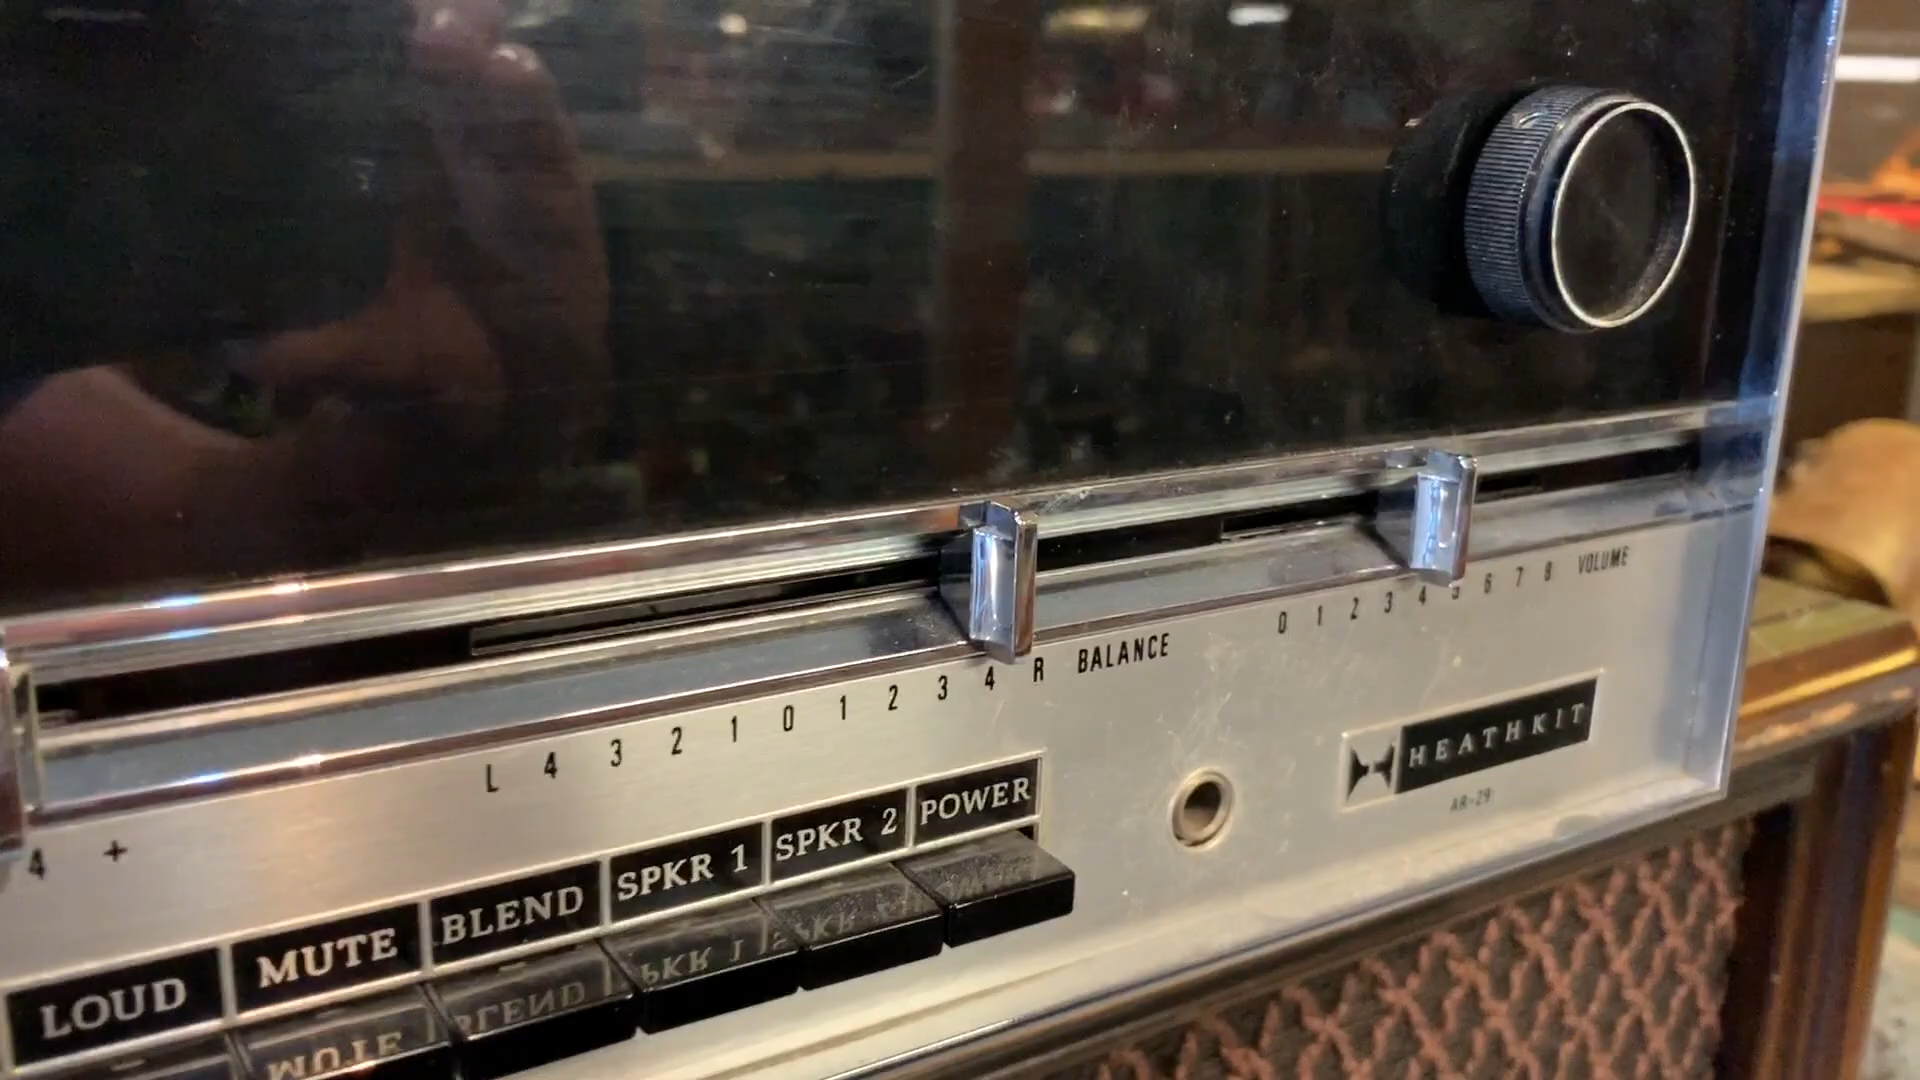 0 1 2 3 4 5 6 7 8 VOLUME
L 4 3 2 1 0 1 2 3 4 R BALANCE
4 +
HEATHKIT
AR-29
LOUD MUTE BLEND SPKR 1 SPKR 2 POWER